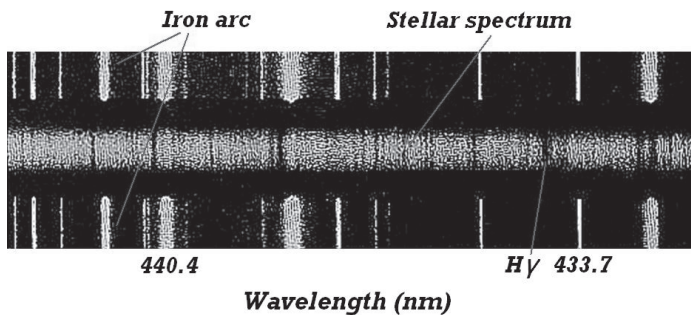 Iron arc Stellar spectrum
440.4 Hγ 433.7
Wavelength (nm)